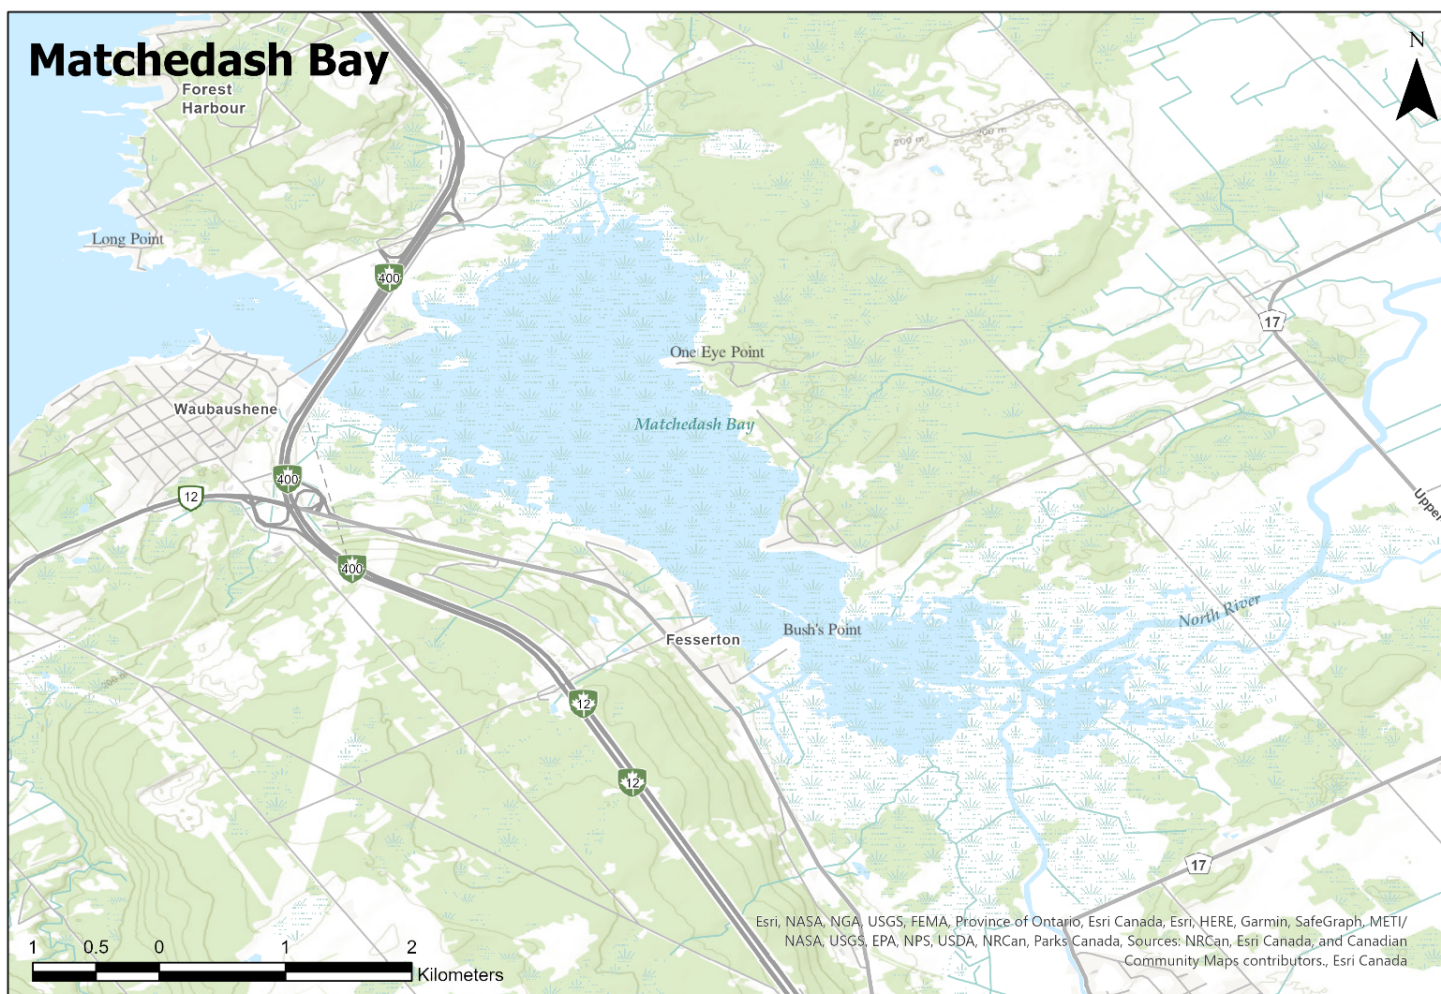 Matchedash Bay
N
Forest
Harbour
200 m
200 m
Long Point
400
17
One Eye Point
Waubaushene
Matchedash Bay
400
12
Upper
400
North River
Bush's Point
Fesserton
200 m
12
12
17
Esri, NASA, NGA, USGS, FEMA, Province of Ontario, Esri Canada, Esri, HERE, Garmin, SafeGraph, METI/
NASA, USGS, EPA, NPS, USDA, NRCan, Parks Canada, Sources: NRCan, Esri Canada, and Canadian
Community Maps contributors., Esri Canada
1 0.5 0 1 2
Kilometers